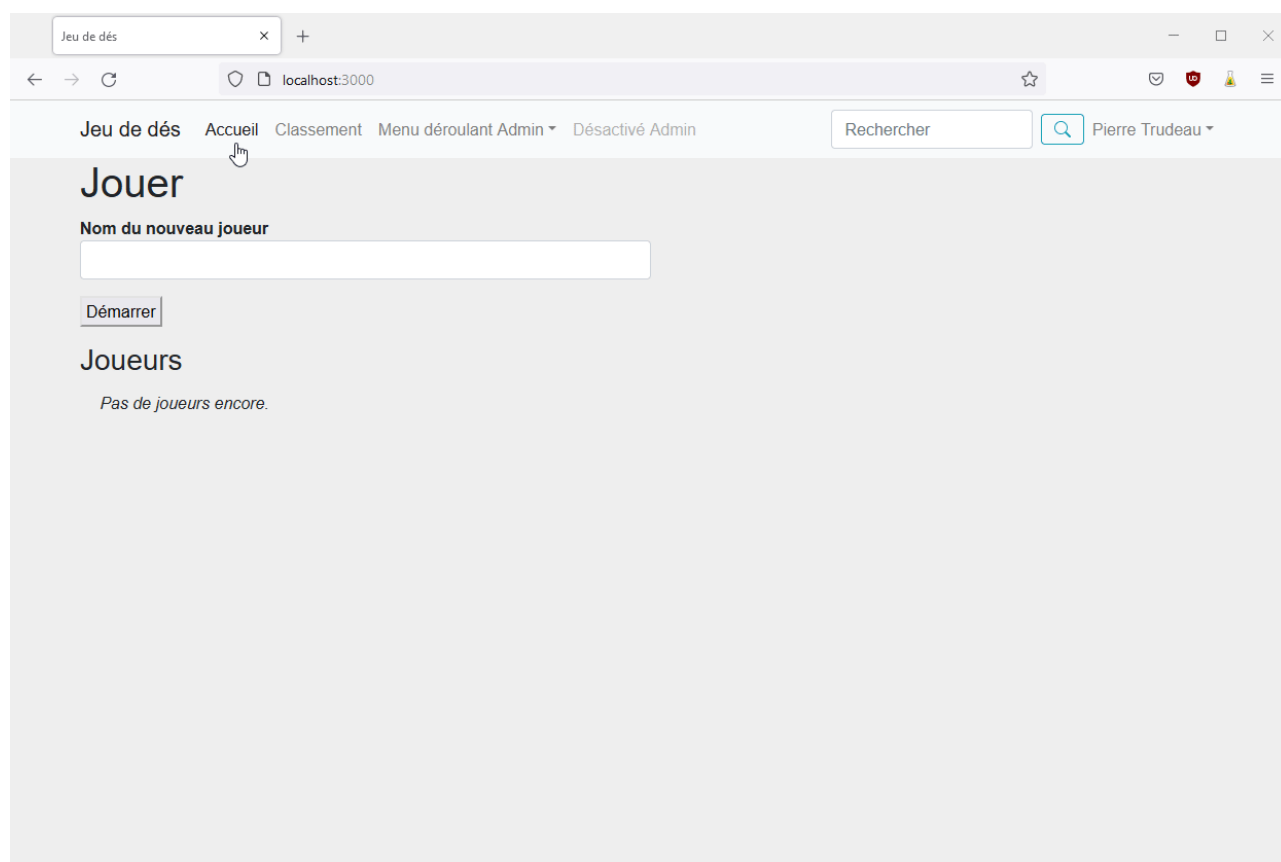 Jeu de dés
localhost:3000
Jeu de dés Accueil Classement Menu déroulant Admin Désactivé Admin Rechercher Pierre Trudeau
Jouer
Nom du nouveau joueur
Démarrer
Joueurs
Pas de joueurs encore.